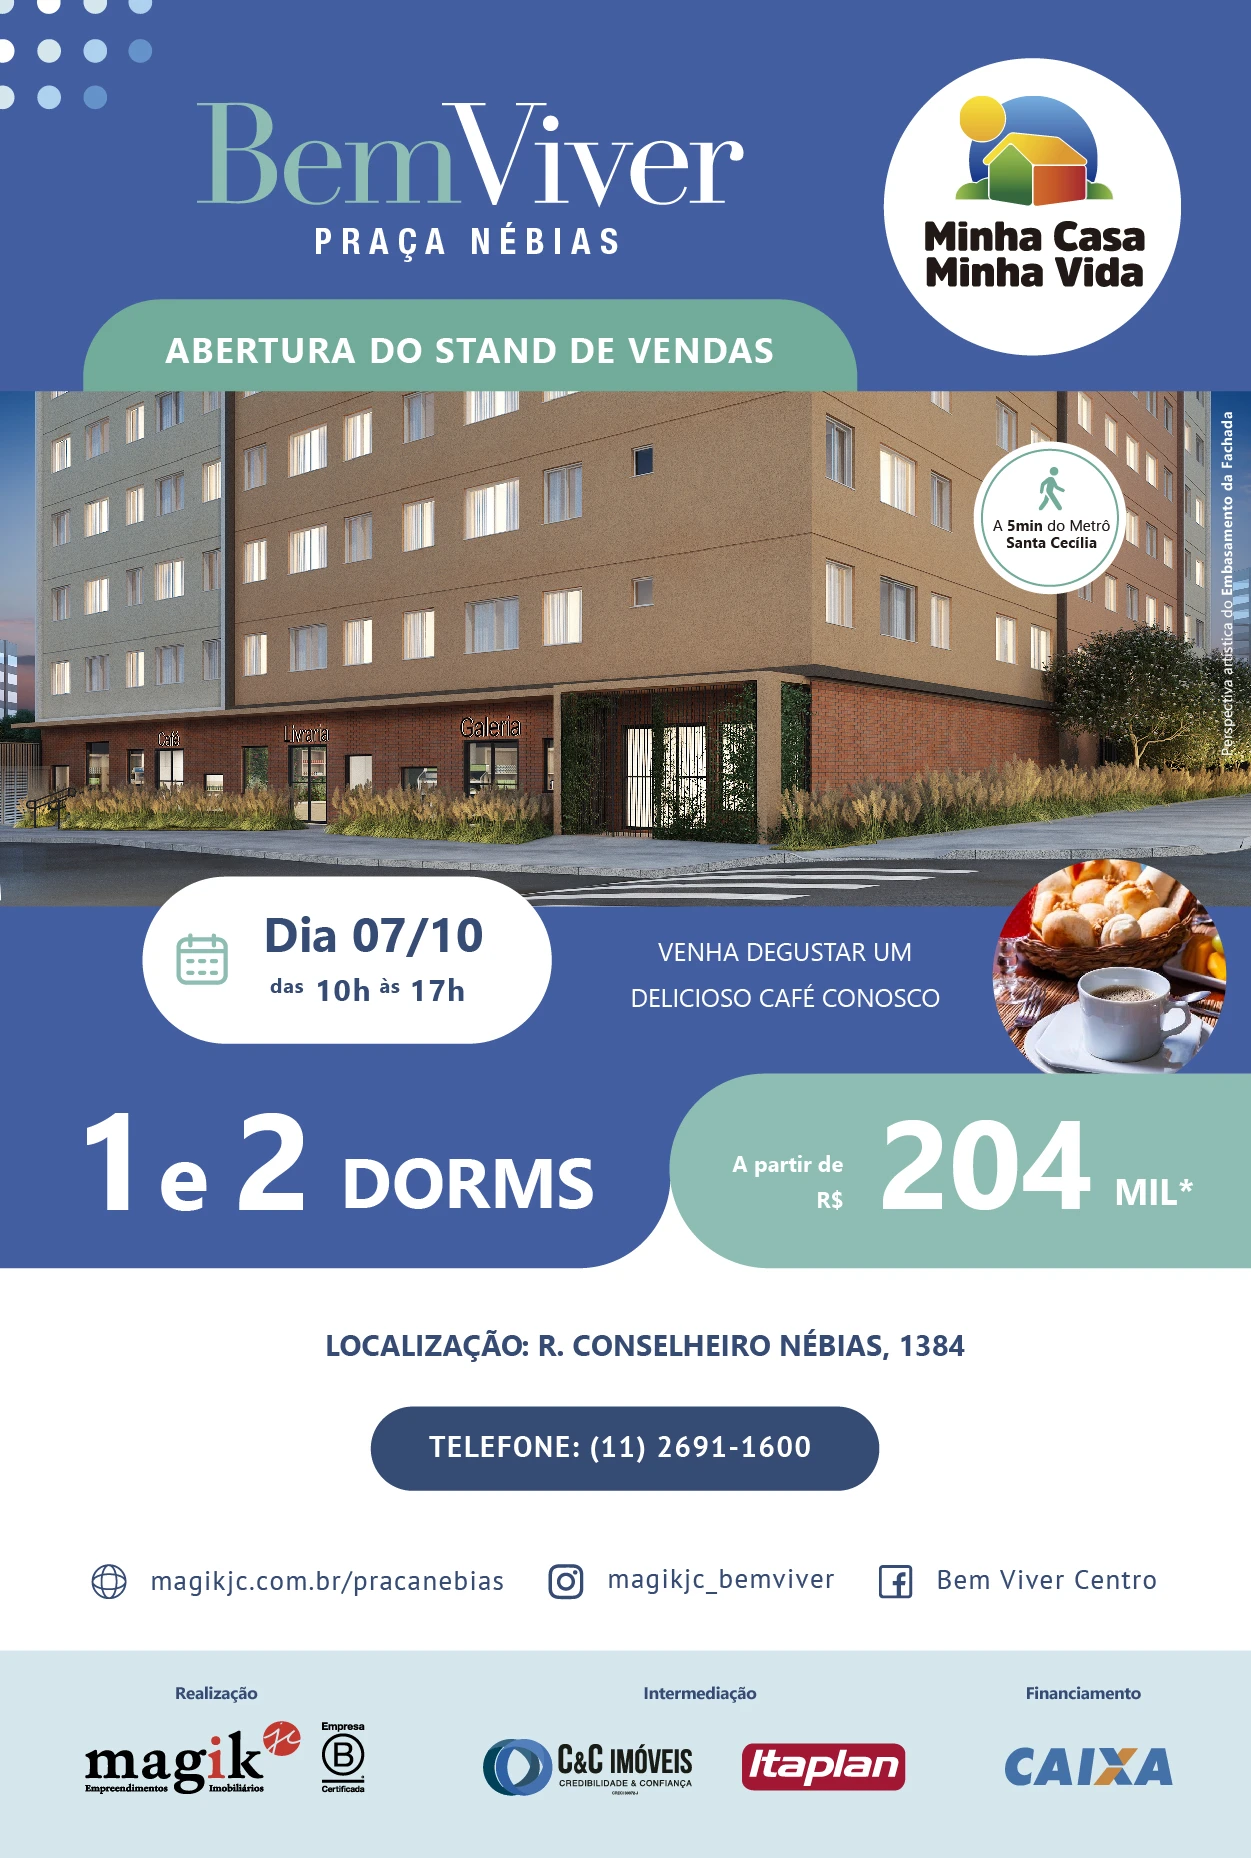 BemViver
PRAÇA NÉBIAS
Minha Casa
Minha Vida
ABERTURA DO STAND DE VENDAS
A 5min do Metrô
Santa Cecília
Perspectiva artística do Embasamento da Fachada
Café
Livraria
Galeria
Dia 07/10
das 10h às 17h
VENHA DEGUSTAR UM
DELICIOSO CAFÉ CONOSCO
1 e 2 DORMS
A partir de
R$ 204 MIL*
LOCALIZAÇÃO: R. CONSELHEIRO NÉBIAS, 1384
TELEFONE: (11) 2691-1600
magikjc.com.br/pracanebias
magikjc_bemviver
Bem Viver Centro
Realização
magik jc
Empreendimentos Imobiliários
Empresa
B
Certificada
Intermediação
C&C IMÓVEIS
CREDIBILIDADE & CONFIANÇA
Itaplan
Financiamento
CAIXA